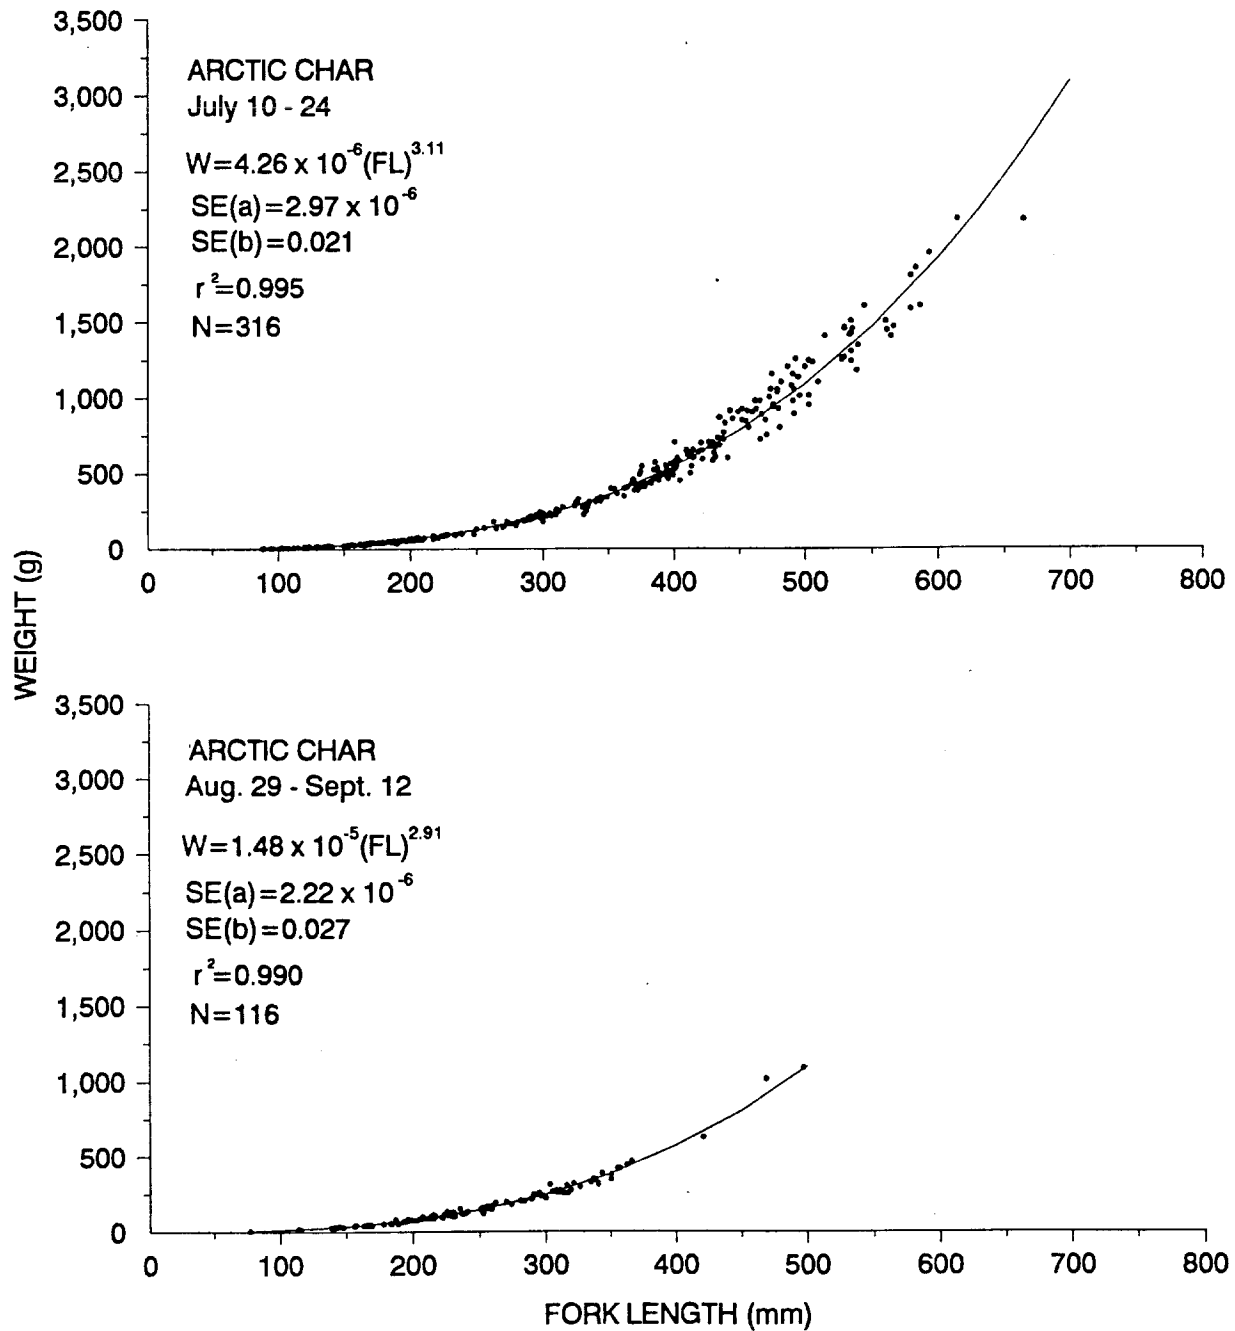 3,500
3,000
2,500
2,000
1,500
1,000
500
0
ARCTIC CHAR
July 10 - 24
W=4.26 x 10^-6(FL)^3.11
SE(a)=2.97 x 10^-6
SE(b)=0.021
r²=0.995
N=316
0 100 200 300 400 500 600 700 800
WEIGHT (g)
3,500
3,000
2,500
2,000
1,500
1,000
500
0
ARCTIC CHAR
Aug. 29 - Sept. 12
W=1.48 x 10^-5(FL)^2.91
SE(a)=2.22 x 10^-6
SE(b)=0.027
r²=0.990
N=116
0 100 200 300 400 500 600 700 800
FORK LENGTH (mm)